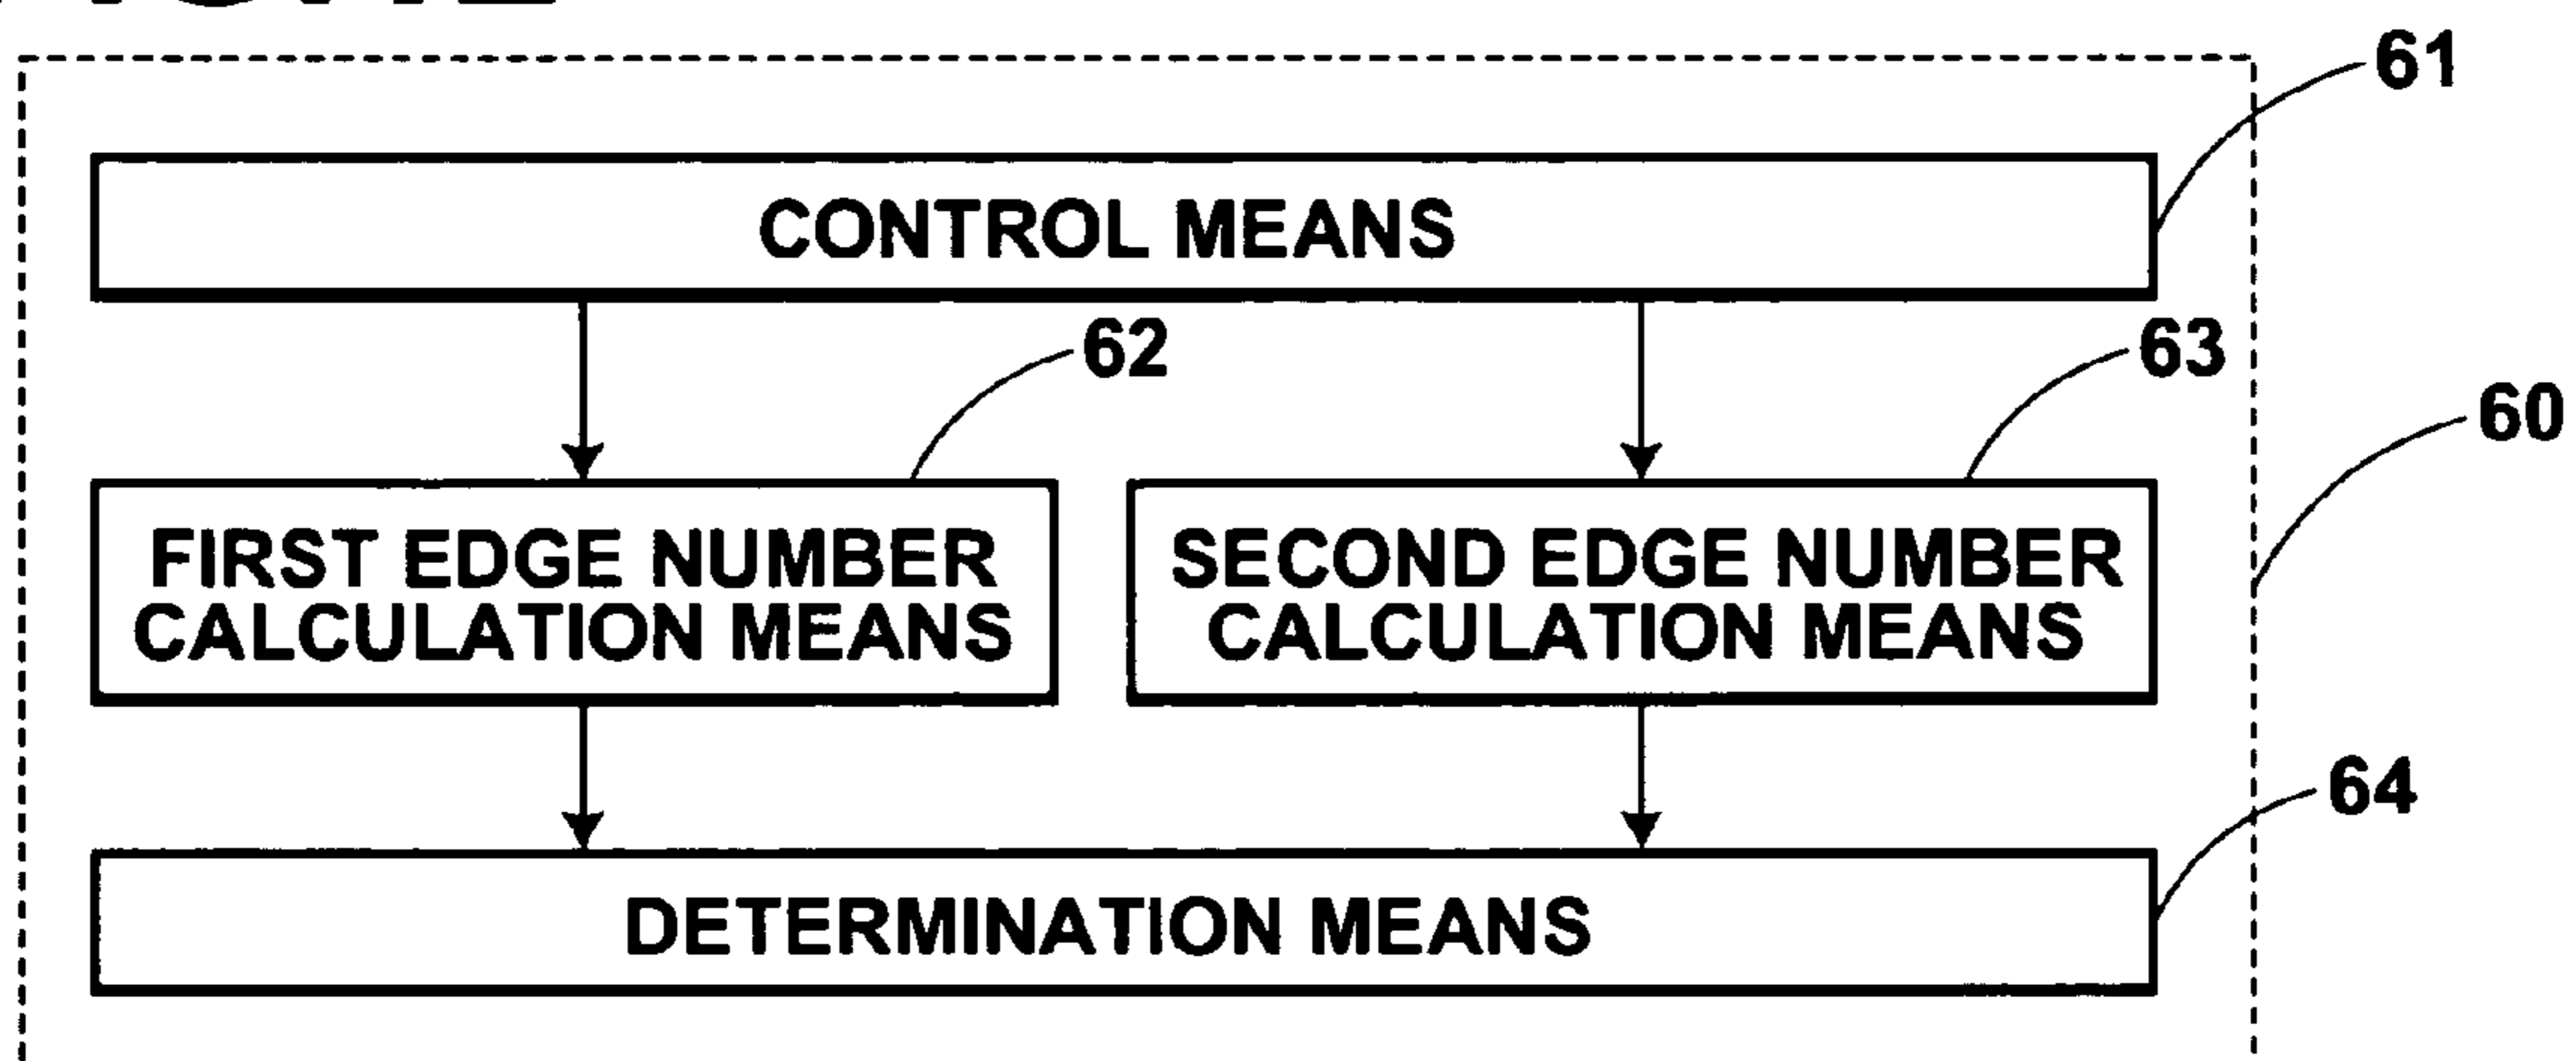 61
CONTROL MEANS
62
63
60
FIRST EDGE NUMBER
CALCULATION MEANS
SECOND EDGE NUMBER
CALCULATION MEANS
64
DETERMINATION MEANS